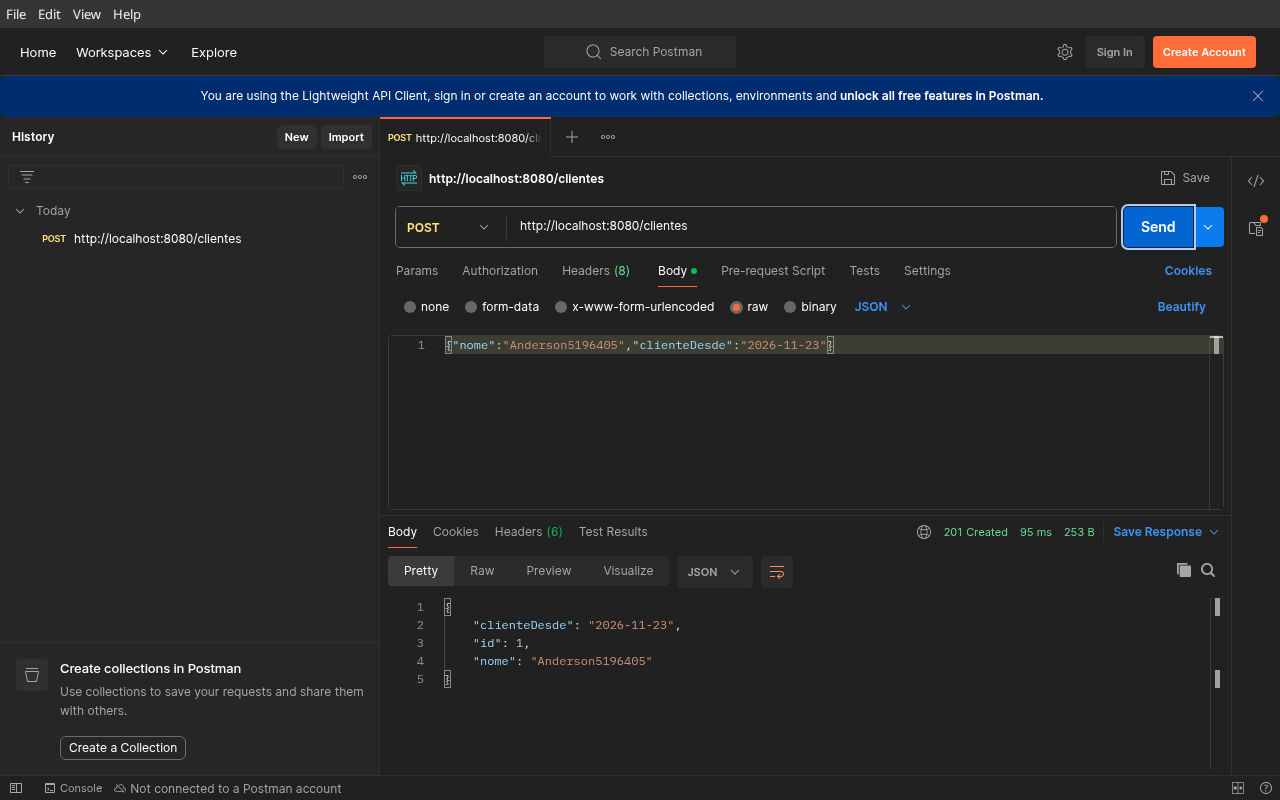 File Edit View Help
Home Workspaces Explore Search Postman Sign In Create Account
You are using the Lightweight API Client, sign in or create an account to work with collections, environments and unlock all free features in Postman.
History New Import
POST http://localhost:8080/cli
http://localhost:8080/clientes Save
Today
POST http://localhost:8080/clientes
POST http://localhost:8080/clientes Send
Params Authorization Headers (8) Body Pre-request Script Tests Settings Cookies
none form-data x-www-form-urlencoded raw binary JSON Beautify
1 {"nome":"Anderson5196405","clienteDesde":"2026-11-23"}
Body Cookies Headers (6) Test Results 201 Created 95 ms 253 B Save Response
Pretty Raw Preview Visualize JSON
1 {
2 "clienteDesde": "2026-11-23",
3 "id": 1,
4 "nome": "Anderson5196405"
5 }
Create collections in Postman
Use collections to save your requests and share them
with others.
Create a Collection
Console Not connected to a Postman account